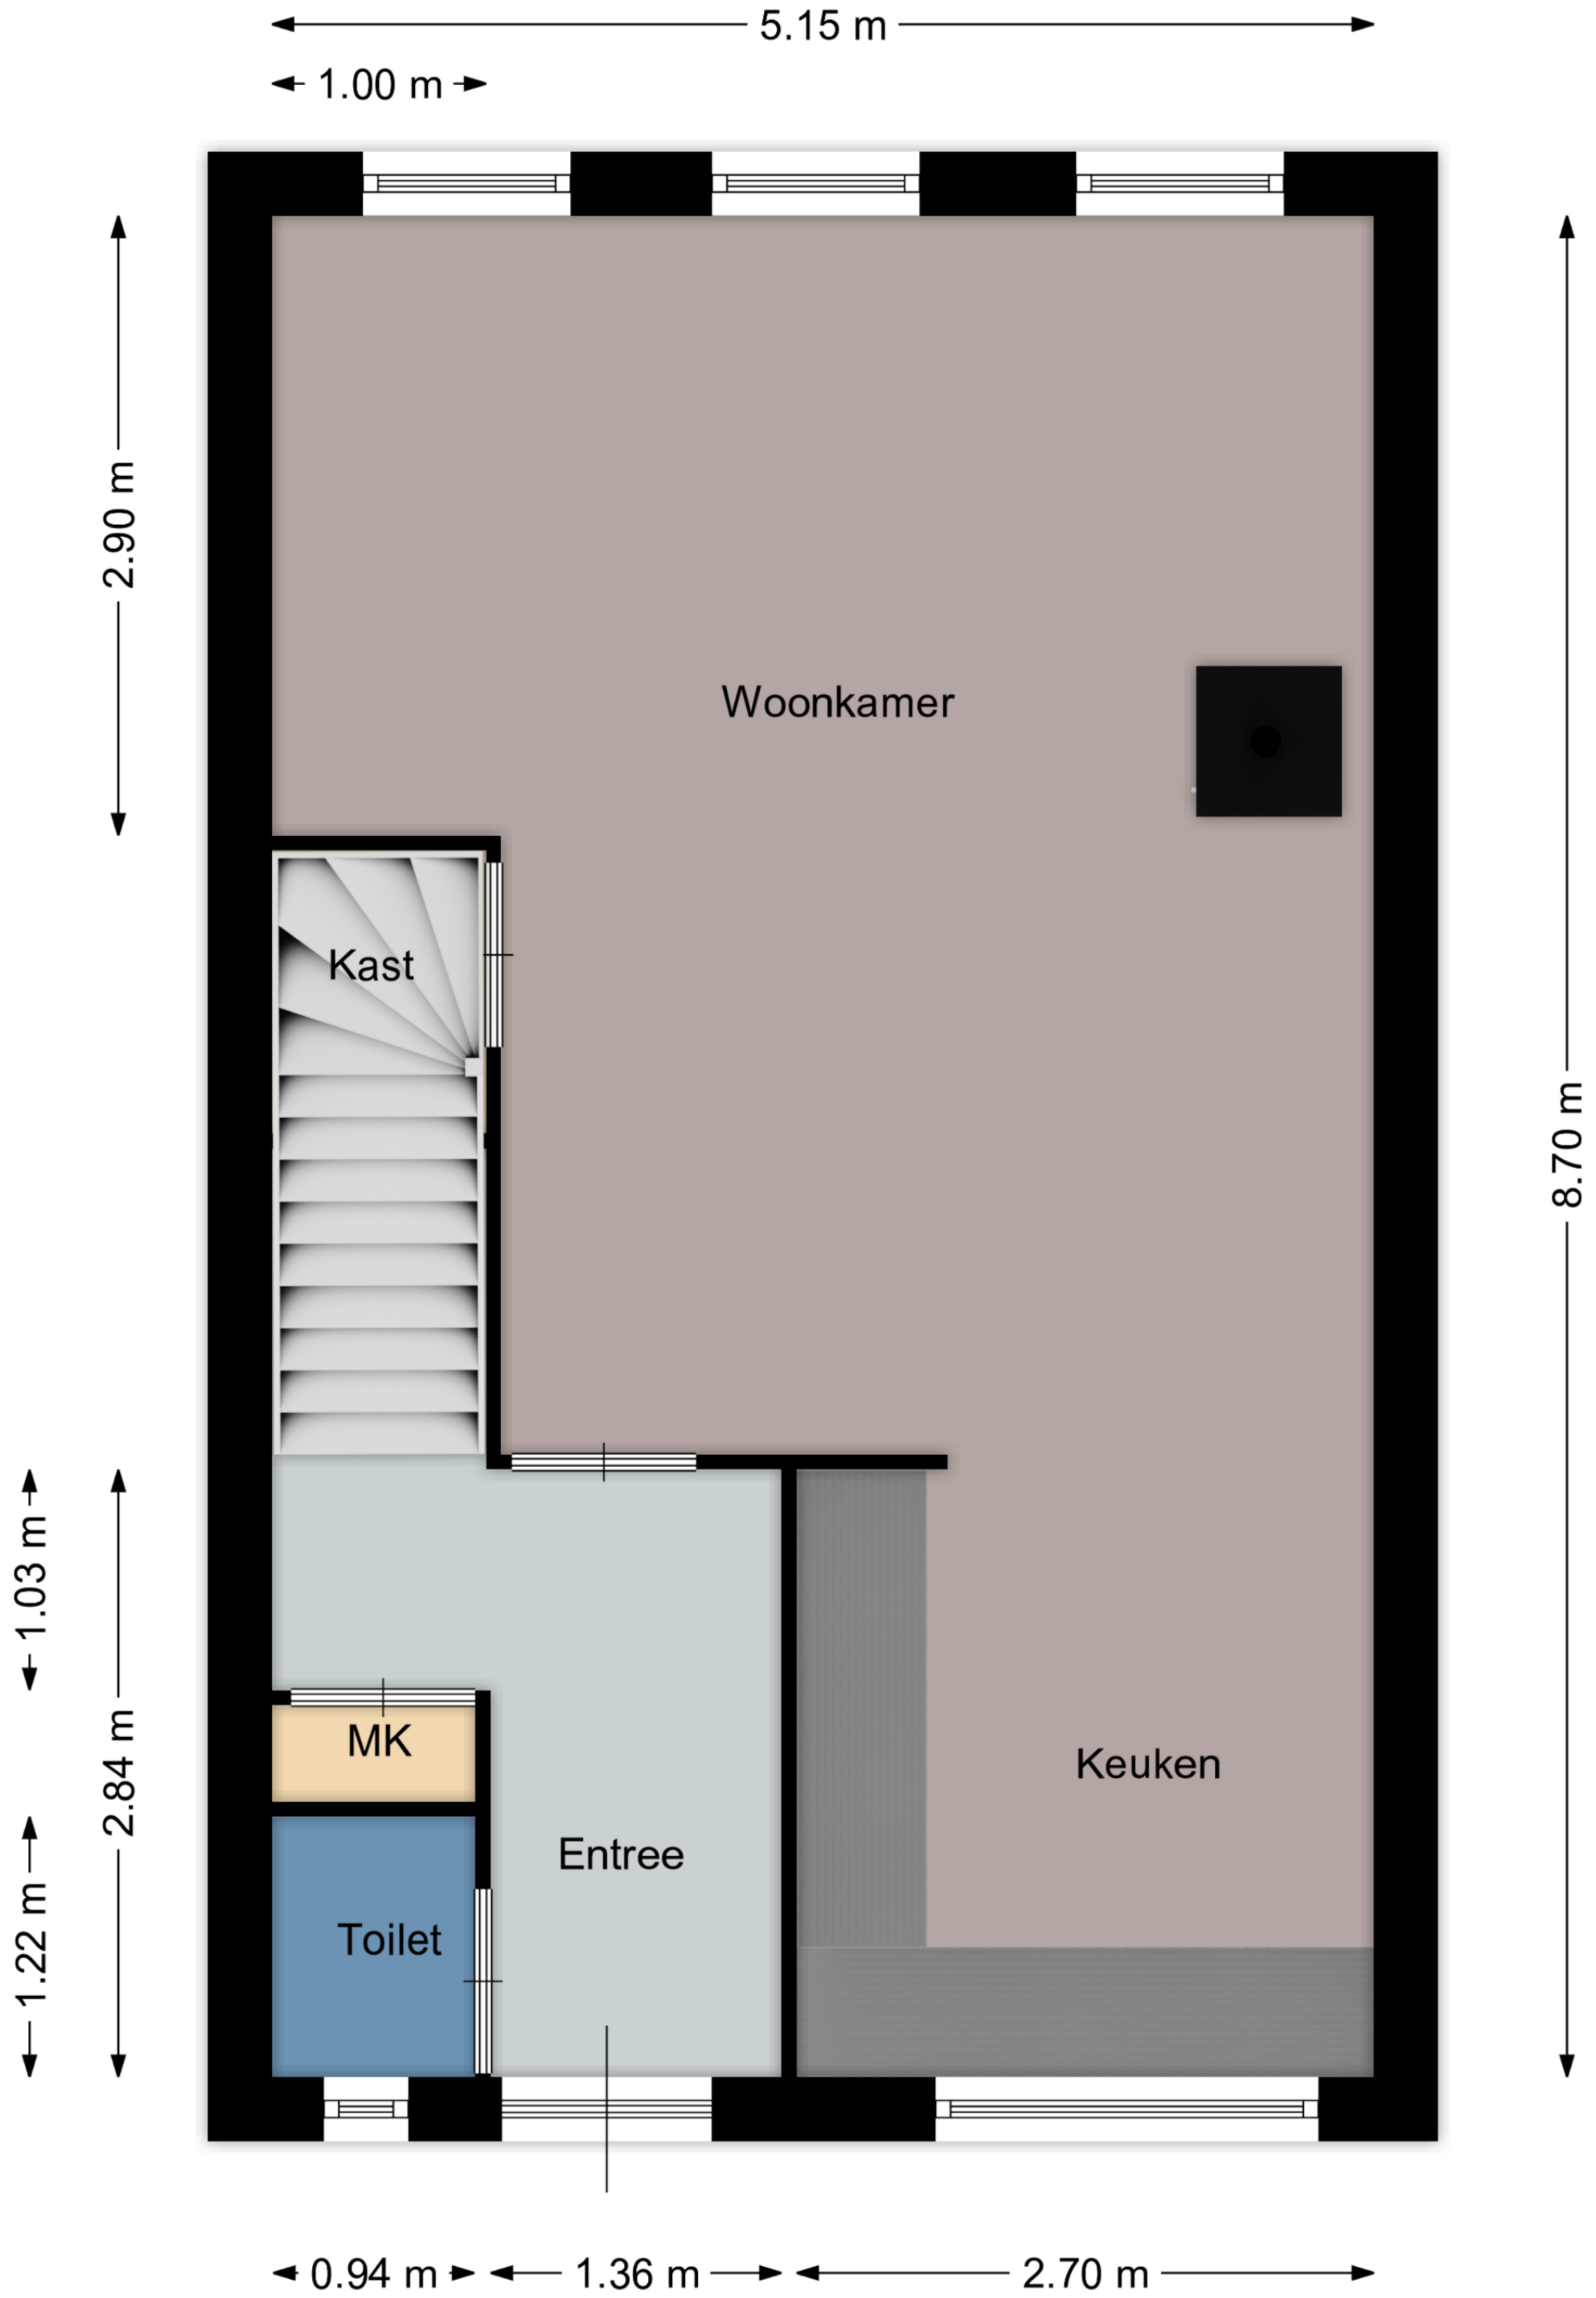 5.15 m
1.00 m
2.90 m
Woonkamer
Kast
8.70 m
1.03 m
2.84 m
MK
Keuken
Entree
1.22 m
Toilet
0.94 m
1.36 m
2.70 m